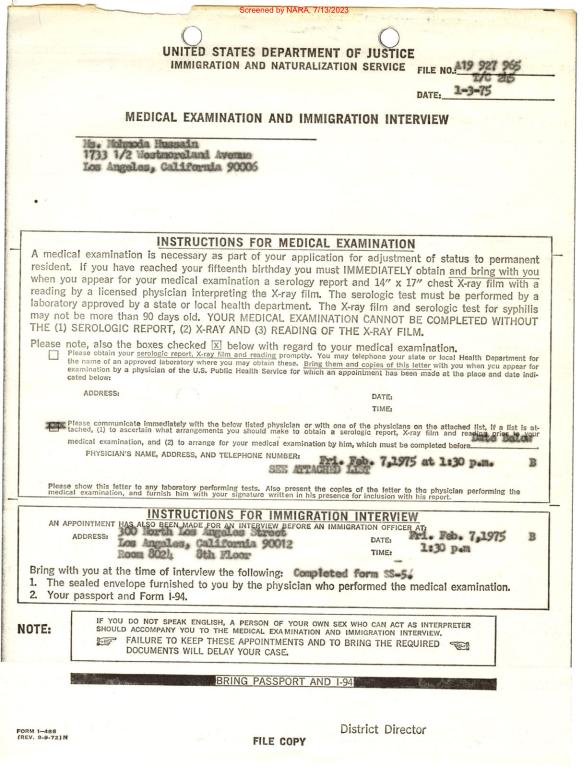 Screened by NARA, 7/13/2023
UNITED STATES DEPARTMENT OF JUSTICE
IMMIGRATION AND NATURALIZATION SERVICE
FILE NO. A19 927 965
T/C 215
DATE: 1-3-75
MEDICAL EXAMINATION AND IMMIGRATION INTERVIEW
Ms. Mohmoda Hussain
1733 1/2 Westmoreland Avenue
Los Angeles, California 90006
INSTRUCTIONS FOR MEDICAL EXAMINATION
A medical examination is necessary as part of your application for adjustment of status to permanent
resident. If you have reached your fifteenth birthday you must IMMEDIATELY obtain and bring with you
when you appear for your medical examination a serology report and 14" x 17" chest X-ray film with a
reading by a licensed physician interpreting the X-ray film. The serologic test must be performed by a
laboratory approved by a state or local health department. The X-ray film and serologic test for syphilis
may not be more than 90 days old. YOUR MEDICAL EXAMINATION CANNOT BE COMPLETED WITHOUT
THE (1) SEROLOGIC REPORT, (2) X-RAY AND (3) READING OF THE X-RAY FILM.
Please note, also the boxes checked X below with regard to your medical examination.
Please obtain your serologic report, X-ray film and reading promptly. You may telephone your state or local Health Department for
the name of an approved laboratory where you may obtain these. Bring them and copies of this letter with you when you appear for
examination by a physician of the U.S. Public Health Service for which an appointment has been made at the place and date indi-
cated below:
ADDRESS:
DATE:
TIME:
Please communicate immediately with the below listed physician or with one of the physicians on the attached list. If a list is at-
tached, (1) to ascertain what arrangements you should make to obtain a serologic report, X-ray film and reading prior to your
medical examination, and (2) to arrange for your medical examination by him, which must be completed before Date Below
PHYSICIAN'S NAME, ADDRESS, AND TELEPHONE NUMBER:
Fri. Feb. 7,1975 at 1:30 p.m. B
SEE ATTACHED LIST
Please show this letter to any laboratory performing tests. Also present the copies of the letter to the physician performing the
medical examination, and furnish him with your signature written in his presence for inclusion with his report.
INSTRUCTIONS FOR IMMIGRATION INTERVIEW
AN APPOINTMENT HAS ALSO BEEN MADE FOR AN INTERVIEW BEFORE AN IMMIGRATION OFFICER AT:
ADDRESS: 300 North Los Angeles Street DATE: Fri. Feb. 7,1975 B
Los Angeles, California 90012
Room 8024 8th Floor TIME: 1:30 p.m
Bring with you at the time of interview the following: Completed form SS-5.
1. The sealed envelope furnished to you by the physician who performed the medical examination.
2. Your passport and Form I-94.
NOTE:
IF YOU DO NOT SPEAK ENGLISH, A PERSON OF YOUR OWN SEX WHO CAN ACT AS INTERPRETER
SHOULD ACCOMPANY YOU TO THE MEDICAL EXAMINATION AND IMMIGRATION INTERVIEW.
FAILURE TO KEEP THESE APPOINTMENTS AND TO BRING THE REQUIRED
DOCUMENTS WILL DELAY YOUR CASE.
BRING PASSPORT AND I-94
FORM I-486
(REV. 9-9-72)N
District Director
FILE COPY